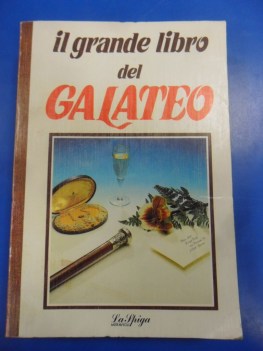 il grande libro
del
GALATEO
La Spiga